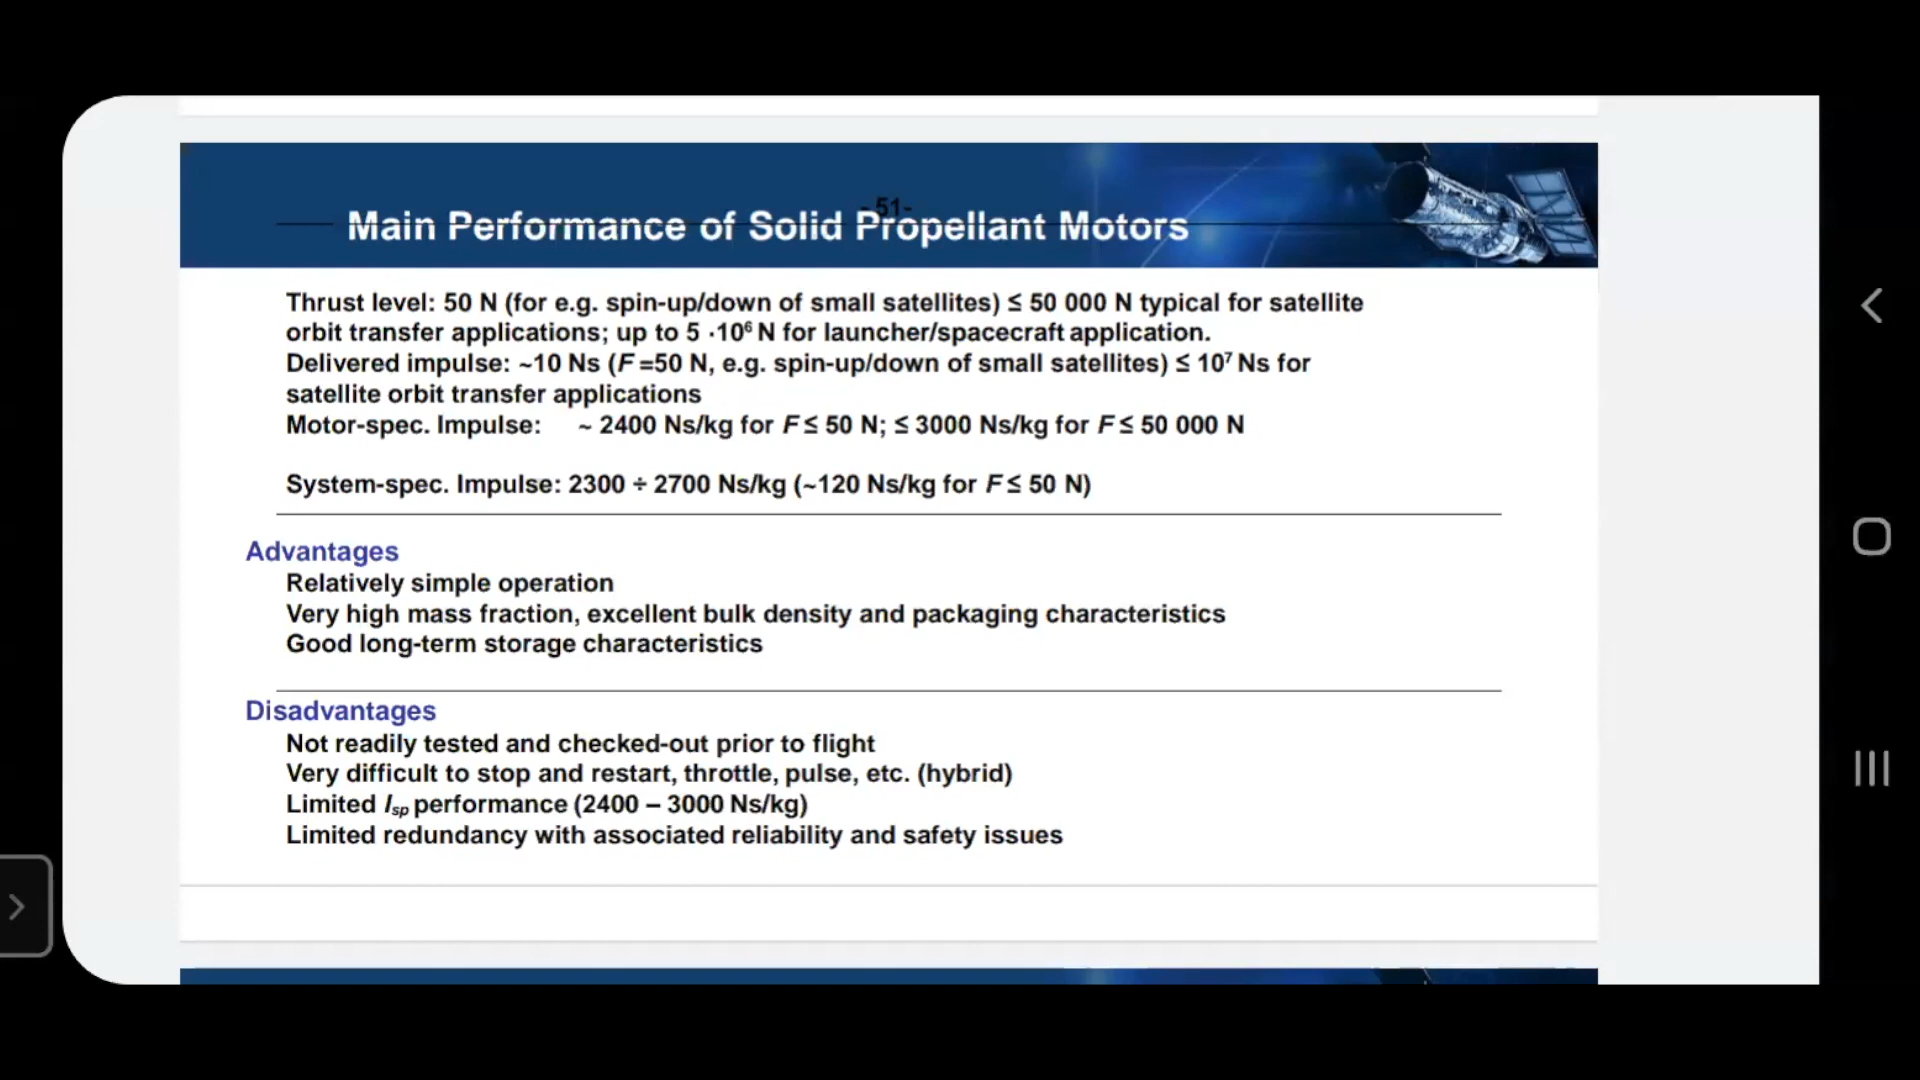 - 51-
Main Performance of Solid Propellant Motors
Thrust level: 50 N (for e.g. spin-up/down of small satellites) ≤ 50 000 N typical for satellite
orbit transfer applications; up to 5 ·10⁶ N for launcher/spacecraft application.
Delivered impulse: ~10 Ns (F =50 N, e.g. spin-up/down of small satellites) ≤ 10⁷ Ns for
satellite orbit transfer applications
Motor-spec. Impulse: ~ 2400 Ns/kg for F ≤ 50 N; ≤ 3000 Ns/kg for F ≤ 50 000 N
System-spec. Impulse: 2300 ÷ 2700 Ns/kg (~120 Ns/kg for F ≤ 50 N)
Advantages
Relatively simple operation
Very high mass fraction, excellent bulk density and packaging characteristics
Good long-term storage characteristics
Disadvantages
Not readily tested and checked-out prior to flight
Very difficult to stop and restart, throttle, pulse, etc. (hybrid)
Limited Isp performance (2400 – 3000 Ns/kg)
Limited redundancy with associated reliability and safety issues